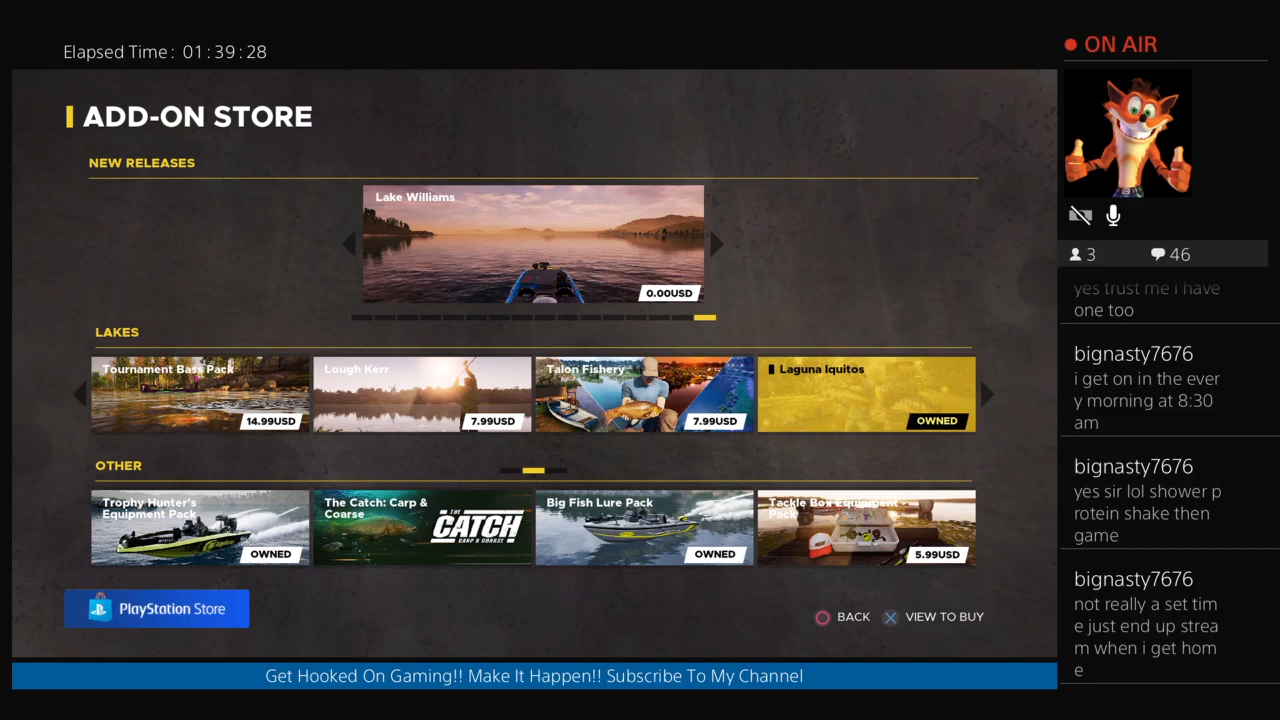 Elapsed Time: 01:39:28
ON AIR
ADD-ON STORE
NEW RELEASES
Lake Williams
0.00USD
3 46
LAKES
Tournament Bass Pack
14.99USD
Lough Kerr
7.99USD
Talon Fishery
7.99USD
Laguna Iquitos
OWNED
OTHER
Trophy Hunter's
Equipment Pack
OWNED
The Catch: Carp &
Coarse
THE
CATCH
CARP & COARSE
Big Fish Lure Pack
OWNED
Tackle Box Equipment
Pack
5.99USD
PlayStation Store
BACK
VIEW TO BUY
Get Hooked On Gaming!! Make It Happen!! Subscribe To My Channel
yes trust me i have
one too
bignasty7676
i get on in the ever
y morning at 8:30
am
bignasty7676
yes sir lol shower p
rotein shake then
game
bignasty7676
not really a set tim
e just end up strea
m when i get hom
e